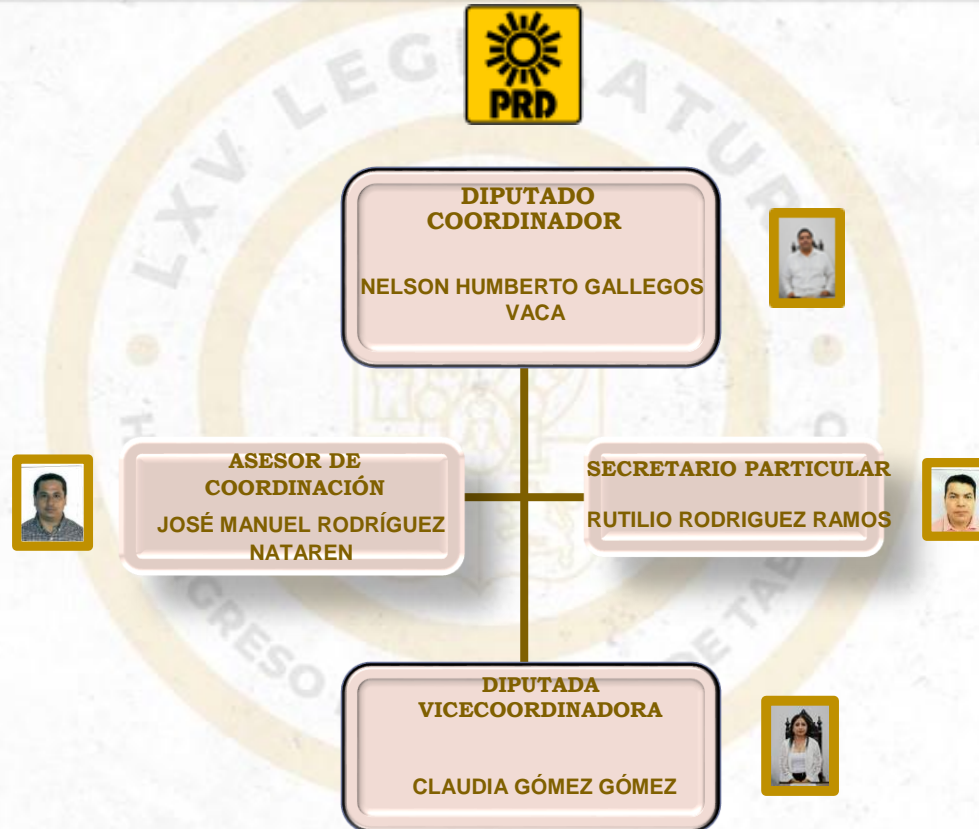 PRD
DIPUTADO
COORDINADOR
NELSON HUMBERTO GALLEGOS
VACA
ASESOR DE
COORDINACIÓN
JOSÉ MANUEL RODRÍGUEZ
NATAREN
SECRETARIO PARTICULAR
RUTILIO RODRIGUEZ RAMOS
DIPUTADA
VICECOORDINADORA
CLAUDIA GÓMEZ GÓMEZ
LXV